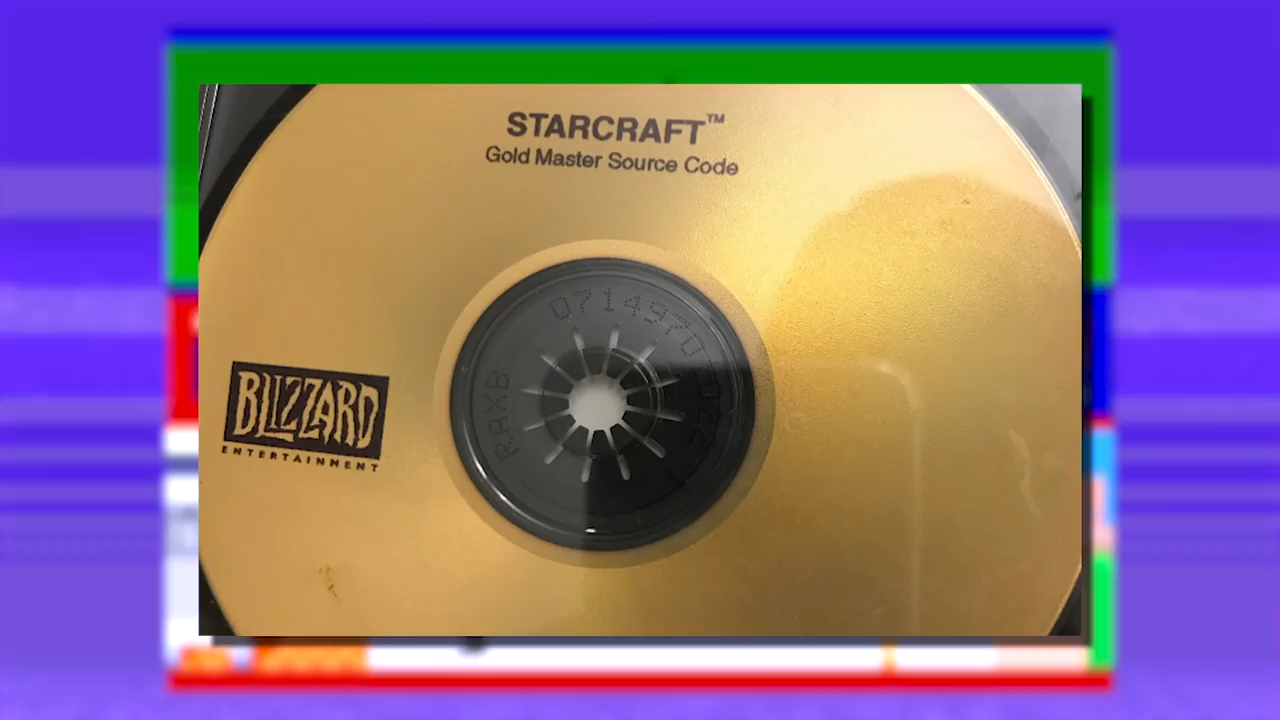 STARCRAFT™
Gold Master Source Code
BLIZZARD
ENTERTAINMENT